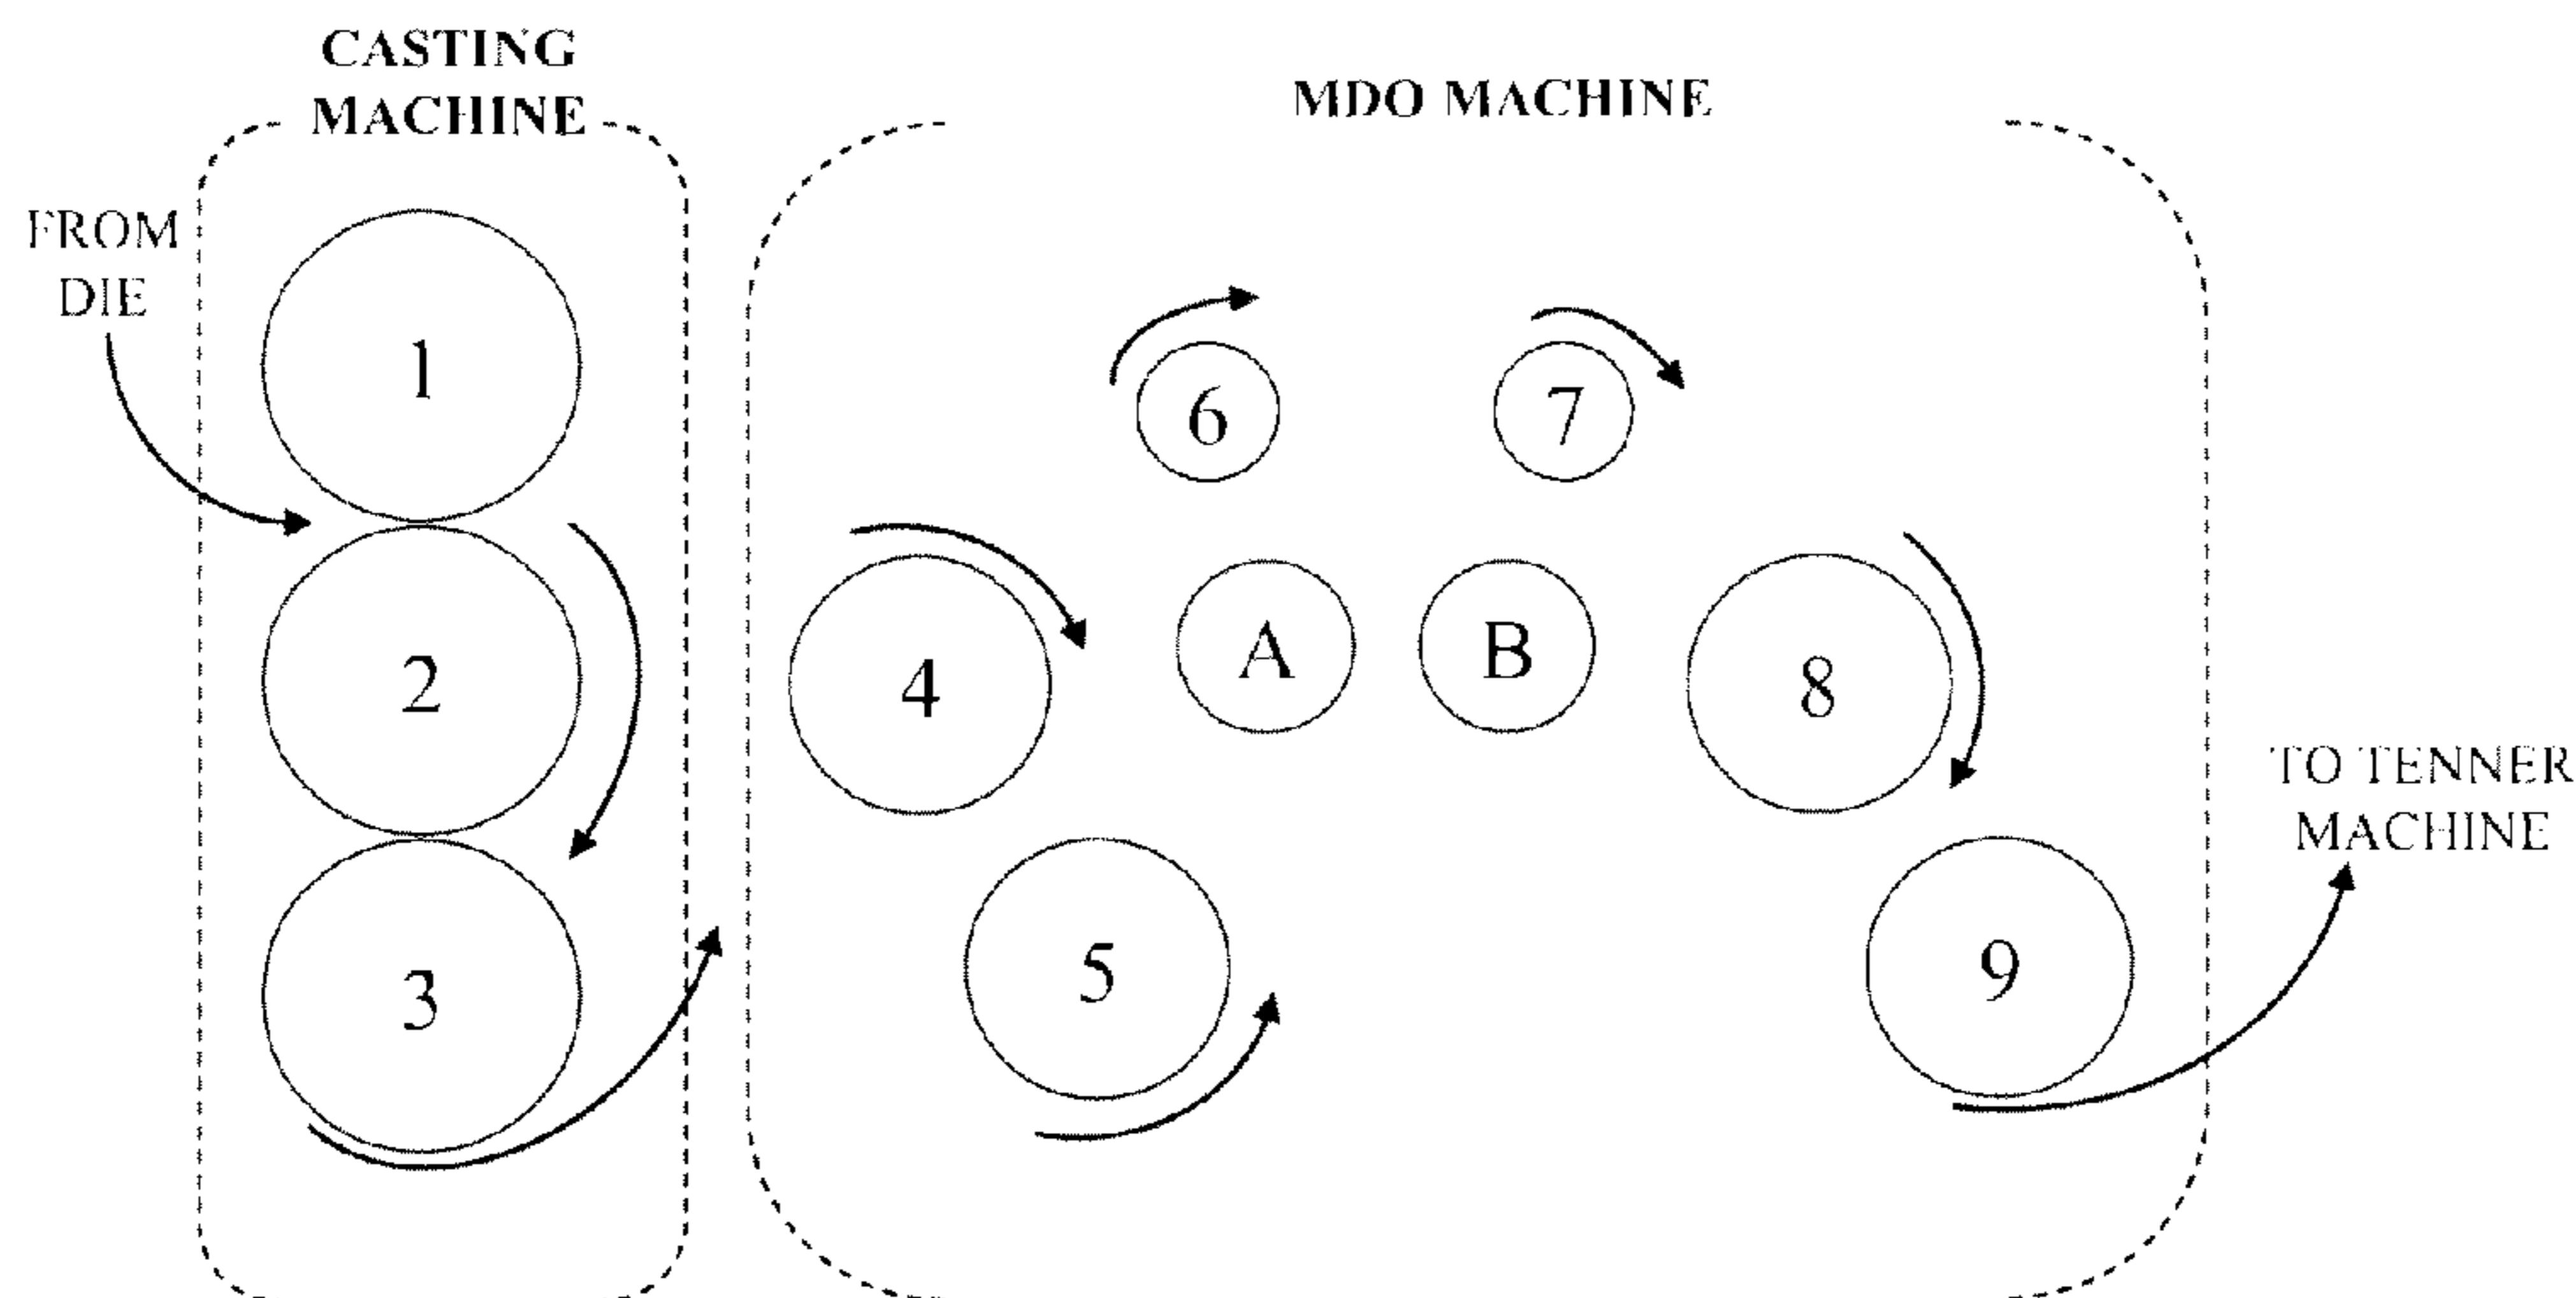 CASTING
MACHINE
MDO MACHINE
FROM
DIE
1
2
3
4
5
6
7
A
B
8
9
TO TENNER
MACHINE